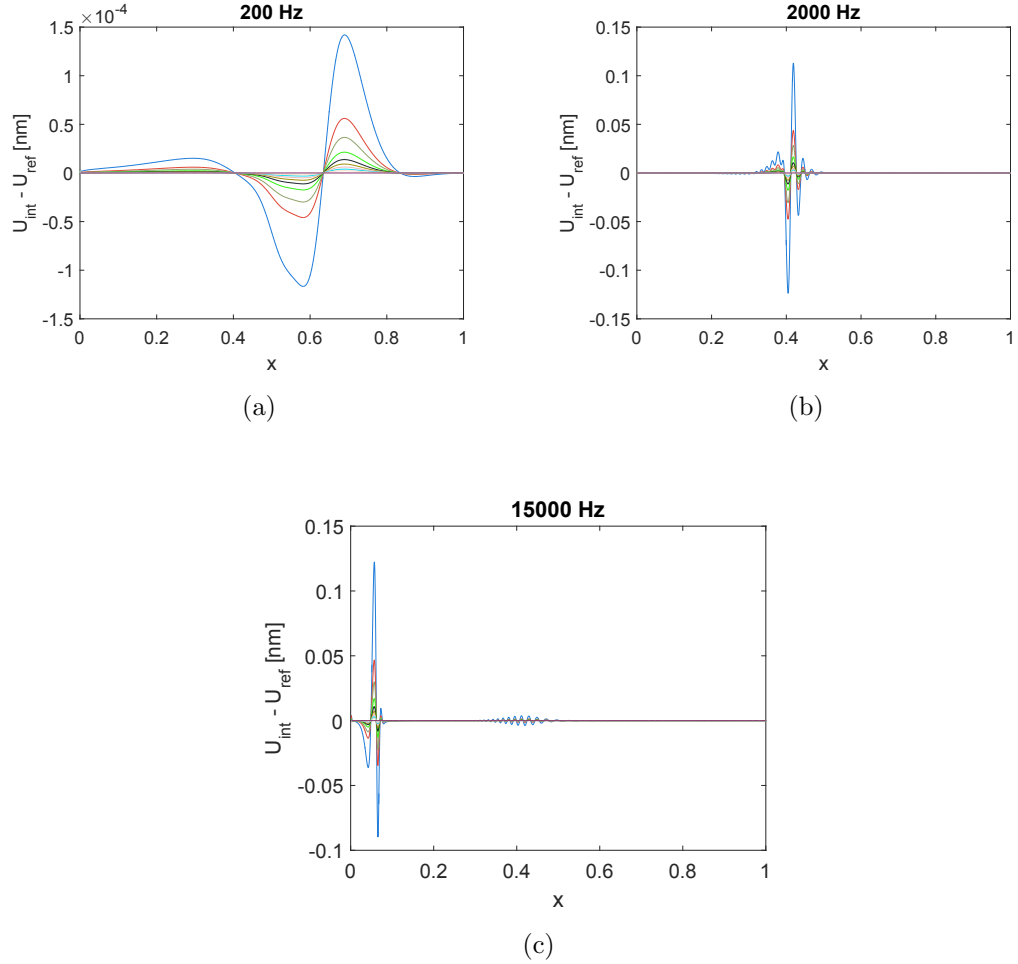 200 Hz
×10⁻⁴
1.5
1
0.5
0
-0.5
-1
-1.5
U_int - U_ref [nm]
0 0.2 0.4 0.6 0.8 1
x
(a)
2000 Hz
0.15
0.1
0.05
0
-0.05
-0.1
-0.15
U_int - U_ref [nm]
0 0.2 0.4 0.6 0.8 1
x
(b)
15000 Hz
0.15
0.1
0.05
0
-0.05
-0.1
U_int - U_ref [nm]
0 0.2 0.4 0.6 0.8 1
x
(c)